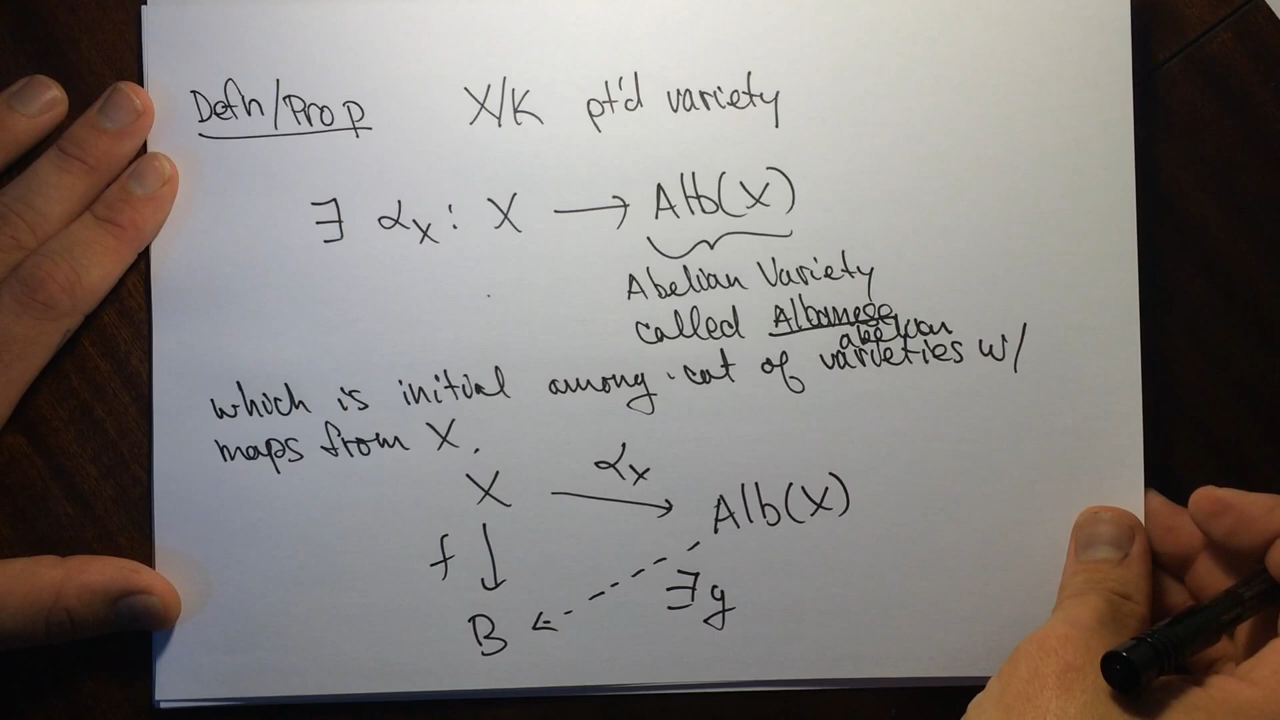 Defn/Prop X/K pt'd variety
∃ α_X : X → Alb(X)
Abelian Variety
called Albanese
abelian
which is initial among cat of varieties w/
maps from X.
X α_X Alb(X)
f ∃g
B